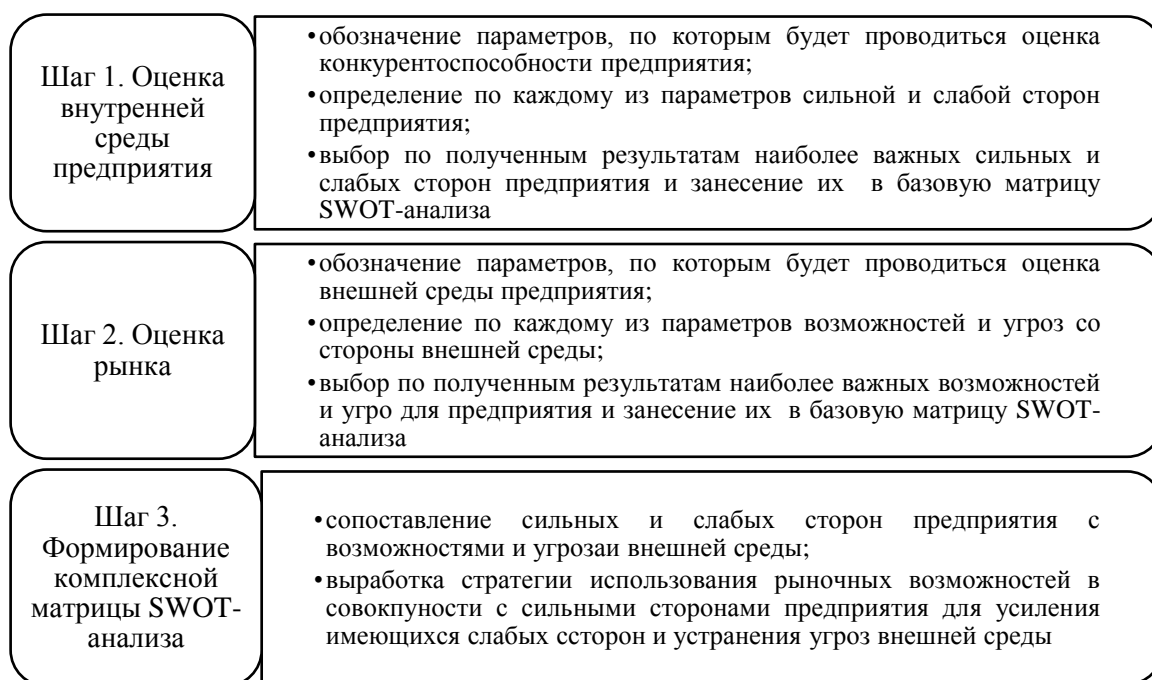 Шаг 1. Оценка
внутренней
среды
предприятия
•обозначение параметров, по которым будет проводиться оценка
конкурентоспособности предприятия;
•определение по каждому из параметров сильной и слабой сторон
предприятия;
•выбор по полученным результатам наиболее важных сильных и
слабых сторон предприятия и занесение их в базовую матрицу
SWOT-анализа
Шаг 2. Оценка
рынка
•обозначение параметров, по которым будет проводиться оценка
внешней среды предприятия;
•определение по каждому из параметров возможностей и угроз со
стороны внешней среды;
•выбор по полученным результатам наиболее важных возможностей
и угро для предприятия и занесение их в базовую матрицу SWOT-
анализа
Шаг 3.
Формирование
комплексной
матрицы SWOT-
анализа
•сопоставление сильных и слабых сторон предприятия с
возможностями и угрозаи внешней среды;
•выработка стратегии использования рыночных возможностей в
совокпуности с сильными сторонами предприятия для усиления
имеющихся слабых ссторон и устранения угроз внешней среды